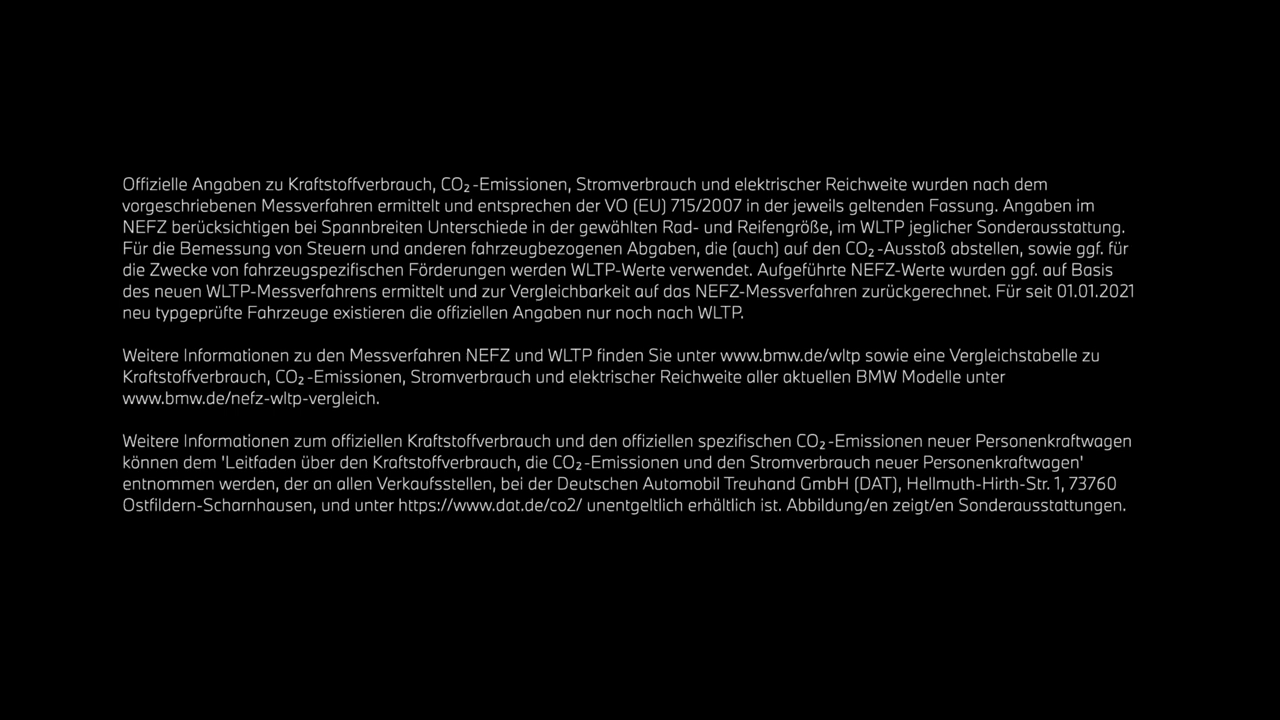 Offizielle Angaben zu Kraftstoffverbrauch, CO₂-Emissionen, Stromverbrauch und elektrischer Reichweite wurden nach dem
vorgeschriebenen Messverfahren ermittelt und entsprechen der VO (EU) 715/2007 in der jeweils geltenden Fassung. Angaben im
NEFZ berücksichtigen bei Spannbreiten Unterschiede in der gewählten Rad- und Reifengröße, im WLTP jeglicher Sonderausstattung.
Für die Bemessung von Steuern und anderen fahrzeugbezogenen Abgaben, die (auch) auf den CO₂-Ausstoß abstellen, sowie ggf. für
die Zwecke von fahrzeugspezifischen Förderungen werden WLTP-Werte verwendet. Aufgeführte NEFZ-Werte wurden ggf. auf Basis
des neuen WLTP-Messverfahrens ermittelt und zur Vergleichbarkeit auf das NEFZ-Messverfahren zurückgerechnet. Für seit 01.01.2021
neu typgeprüfte Fahrzeuge existieren die offiziellen Angaben nur noch nach WLTP.
Weitere Informationen zu den Messverfahren NEFZ und WLTP finden Sie unter www.bmw.de/wltp sowie eine Vergleichstabelle zu
Kraftstoffverbrauch, CO₂-Emissionen, Stromverbrauch und elektrischer Reichweite aller aktuellen BMW Modelle unter
www.bmw.de/nefz-wltp-vergleich.
Weitere Informationen zum offiziellen Kraftstoffverbrauch und den offiziellen spezifischen CO₂-Emissionen neuer Personenkraftwagen
können dem 'Leitfaden über den Kraftstoffverbrauch, die CO₂-Emissionen und den Stromverbrauch neuer Personenkraftwagen'
entnommen werden, der an allen Verkaufsstellen, bei der Deutschen Automobil Treuhand GmbH (DAT), Hellmuth-Hirth-Str. 1, 73760
Ostfildern-Scharnhausen, und unter https://www.dat.de/co2/ unentgeltlich erhältlich ist. Abbildung/en zeigt/en Sonderausstattungen.